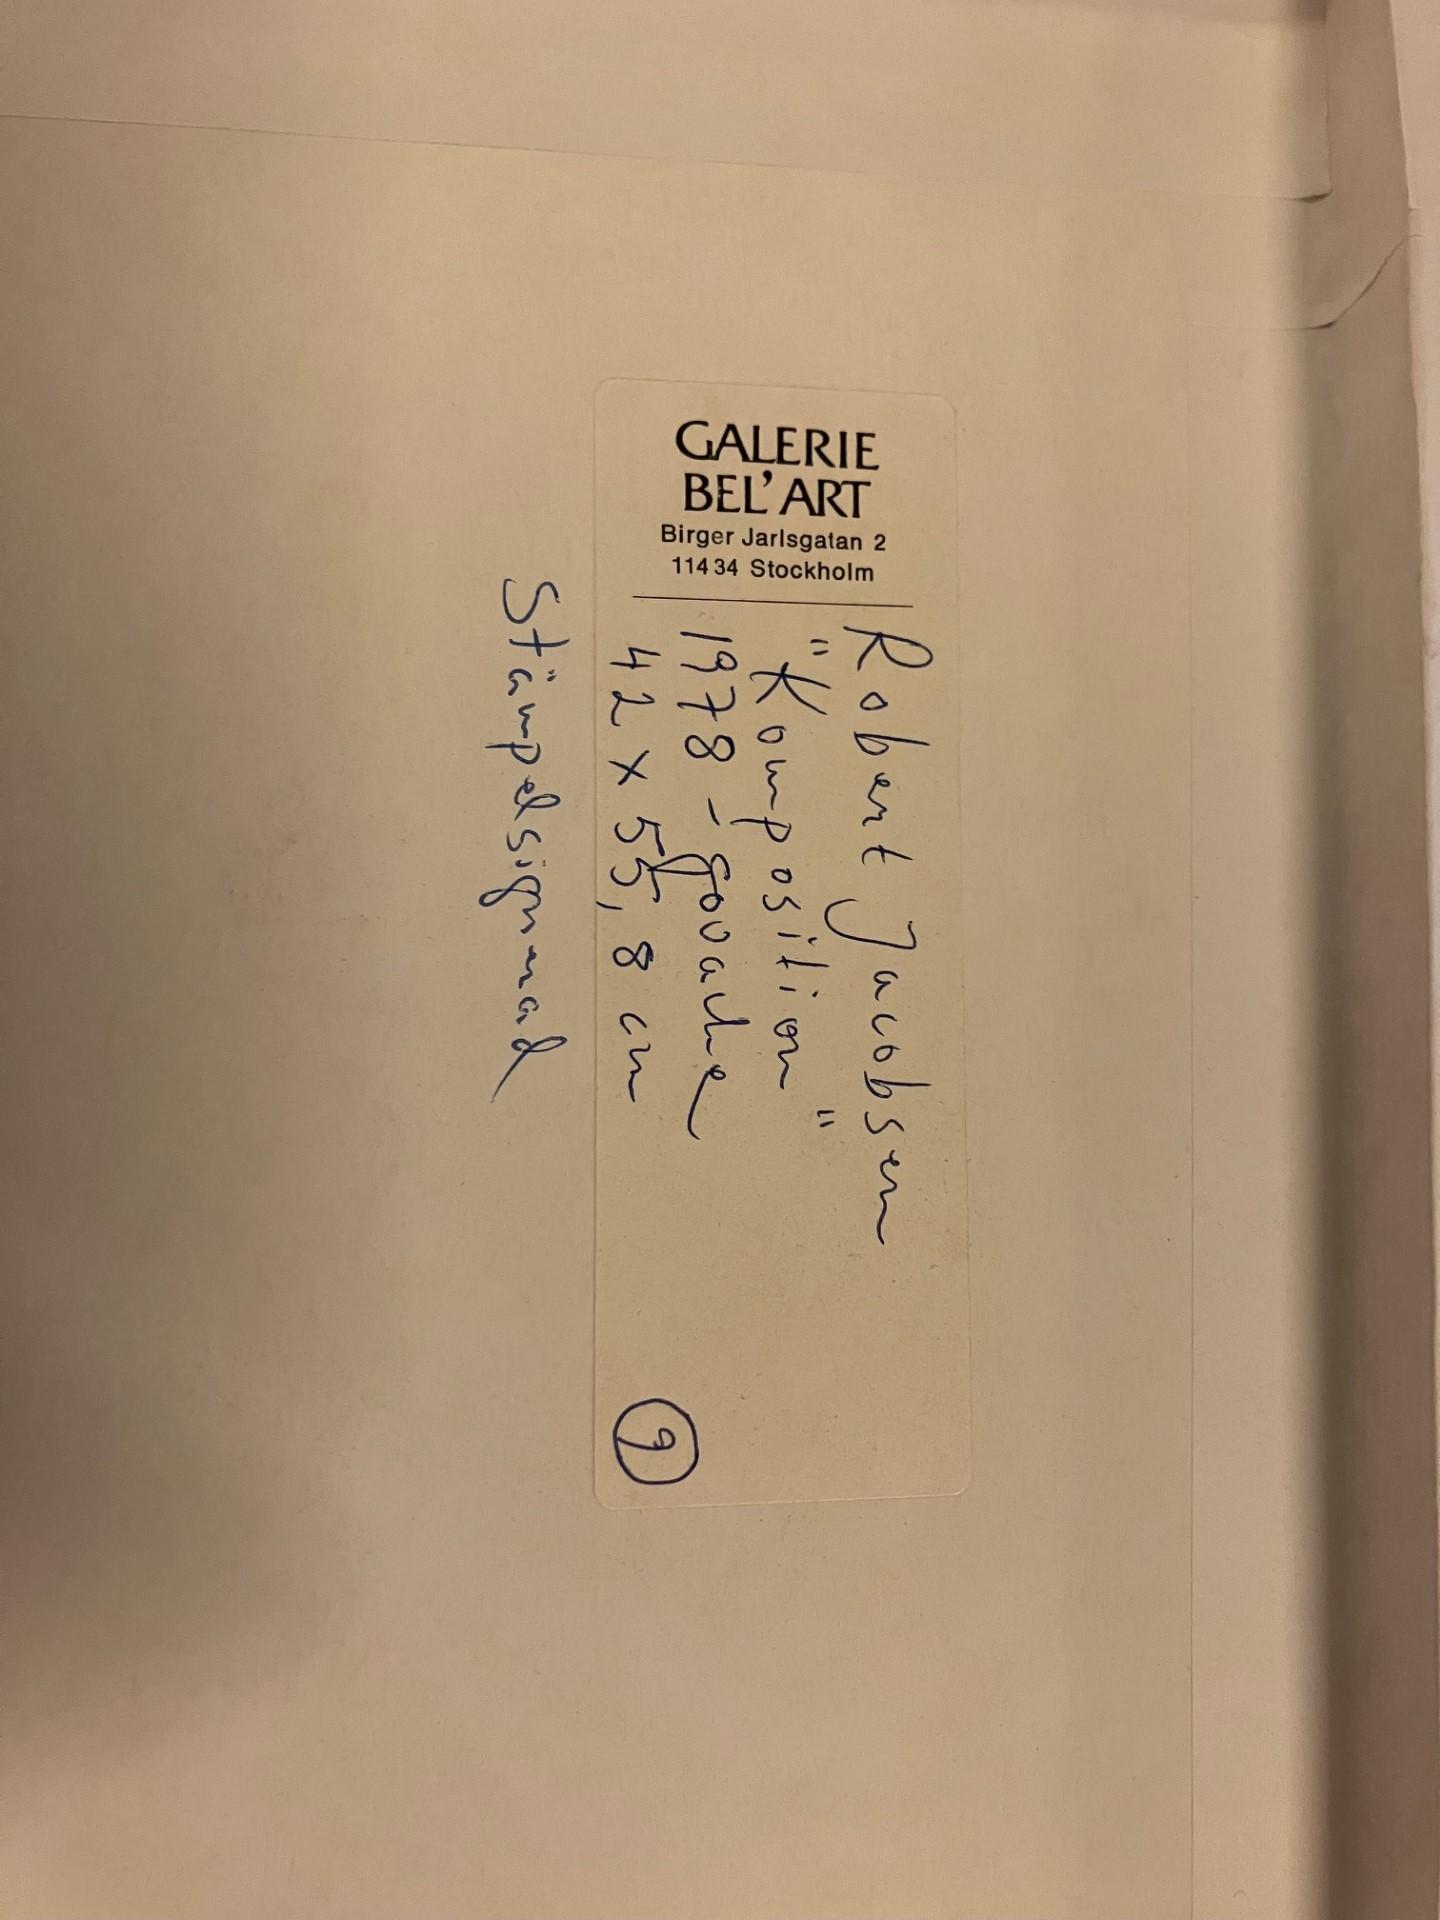 GALERIE
BEL'ART
Birger Jarlsgatan 2
114 34 Stockholm
Robert Jacobsen
"Komposition"
1978 - gouache
42 x 55,8 cm
Stämpelsignerad
9